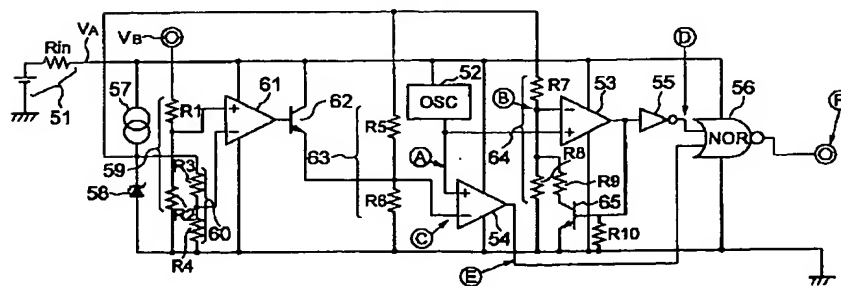 VA
VB
Rin
51
57
R1
61
62
59
R3
R2
60
58
R4
63
R5
R6
52
OSC
A
C
54
E
B
R7
64
R8
R9
53
65
R10
55
D
56
NOR
F